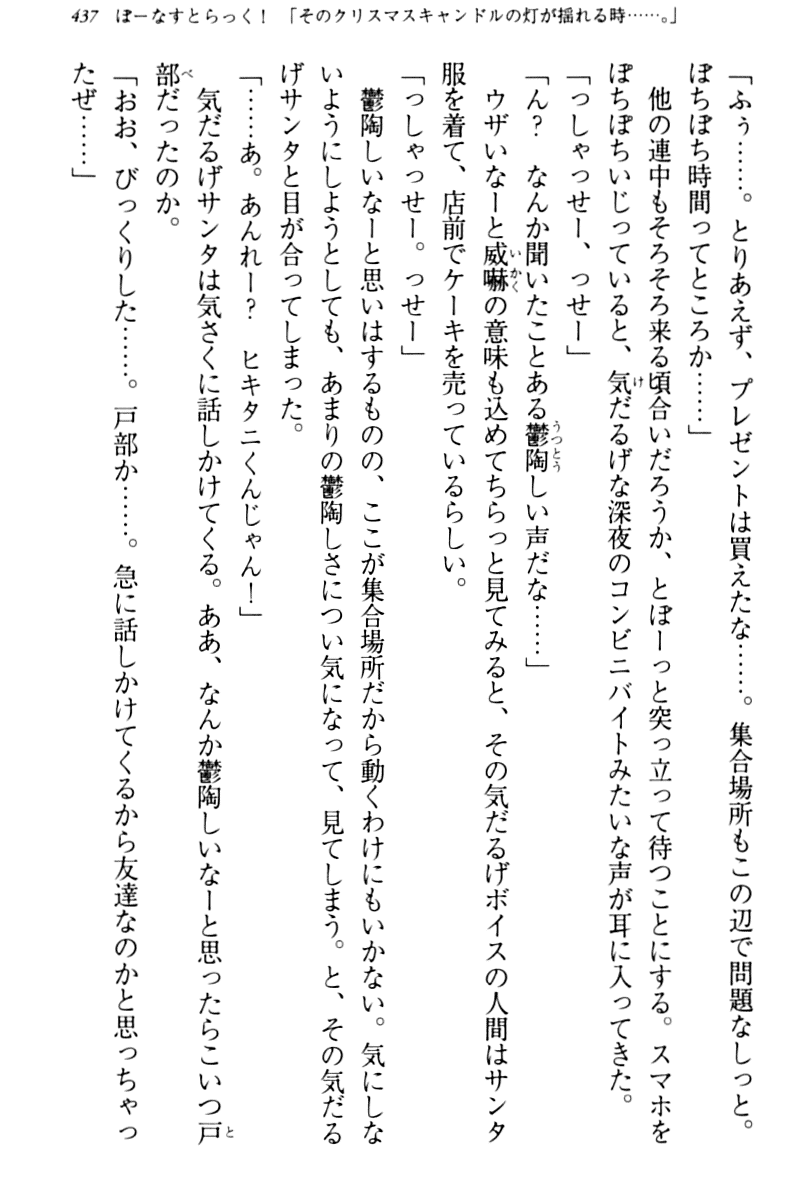 437 ぼーなすとらっく！ 「そのクリスマスキャンドルの灯が揺れる時……。」
「ふぅ……。とりあえず、プレゼントは買えたな……。集合場所もこの辺で問題なしっと。
ぼちぼち時間ってところか……」
　他の連中もそろそろ来る頃合いだろうか、とぼーっと突っ立って待つことにする。スマホを
ぽちぽちいじっていると、気だるげな深夜のコンビニバイトみたいな声が耳に入ってきた。
「っしゃっせー、っせー」
「ん？　なんか聞いたことある鬱陶しい声だな……」
　ウザいなーと威嚇の意味も込めてちらっと見てみると、その気だるげボイスの人間はサンタ
服を着て、店前でケーキを売っているらしい。
「っしゃっせー。っせー」
　鬱陶しいなーと思いはするものの、ここが集合場所だから動くわけにもいかない。気にしな
いようにしようとしても、あまりの鬱陶しさについ気になって、見てしまう。と、その気だる
げサンタと目が合ってしまった。
「……あ。あんれー？　ヒキタニくんじゃん！」
　気だるげサンタは気さくに話しかけてくる。ああ、なんか鬱陶しいなーと思ったらこいつ戸
部だったのか。
「おお、びっくりした……。戸部か……。急に話しかけてくるから友達なのかと思っちゃっ
たぜ……」